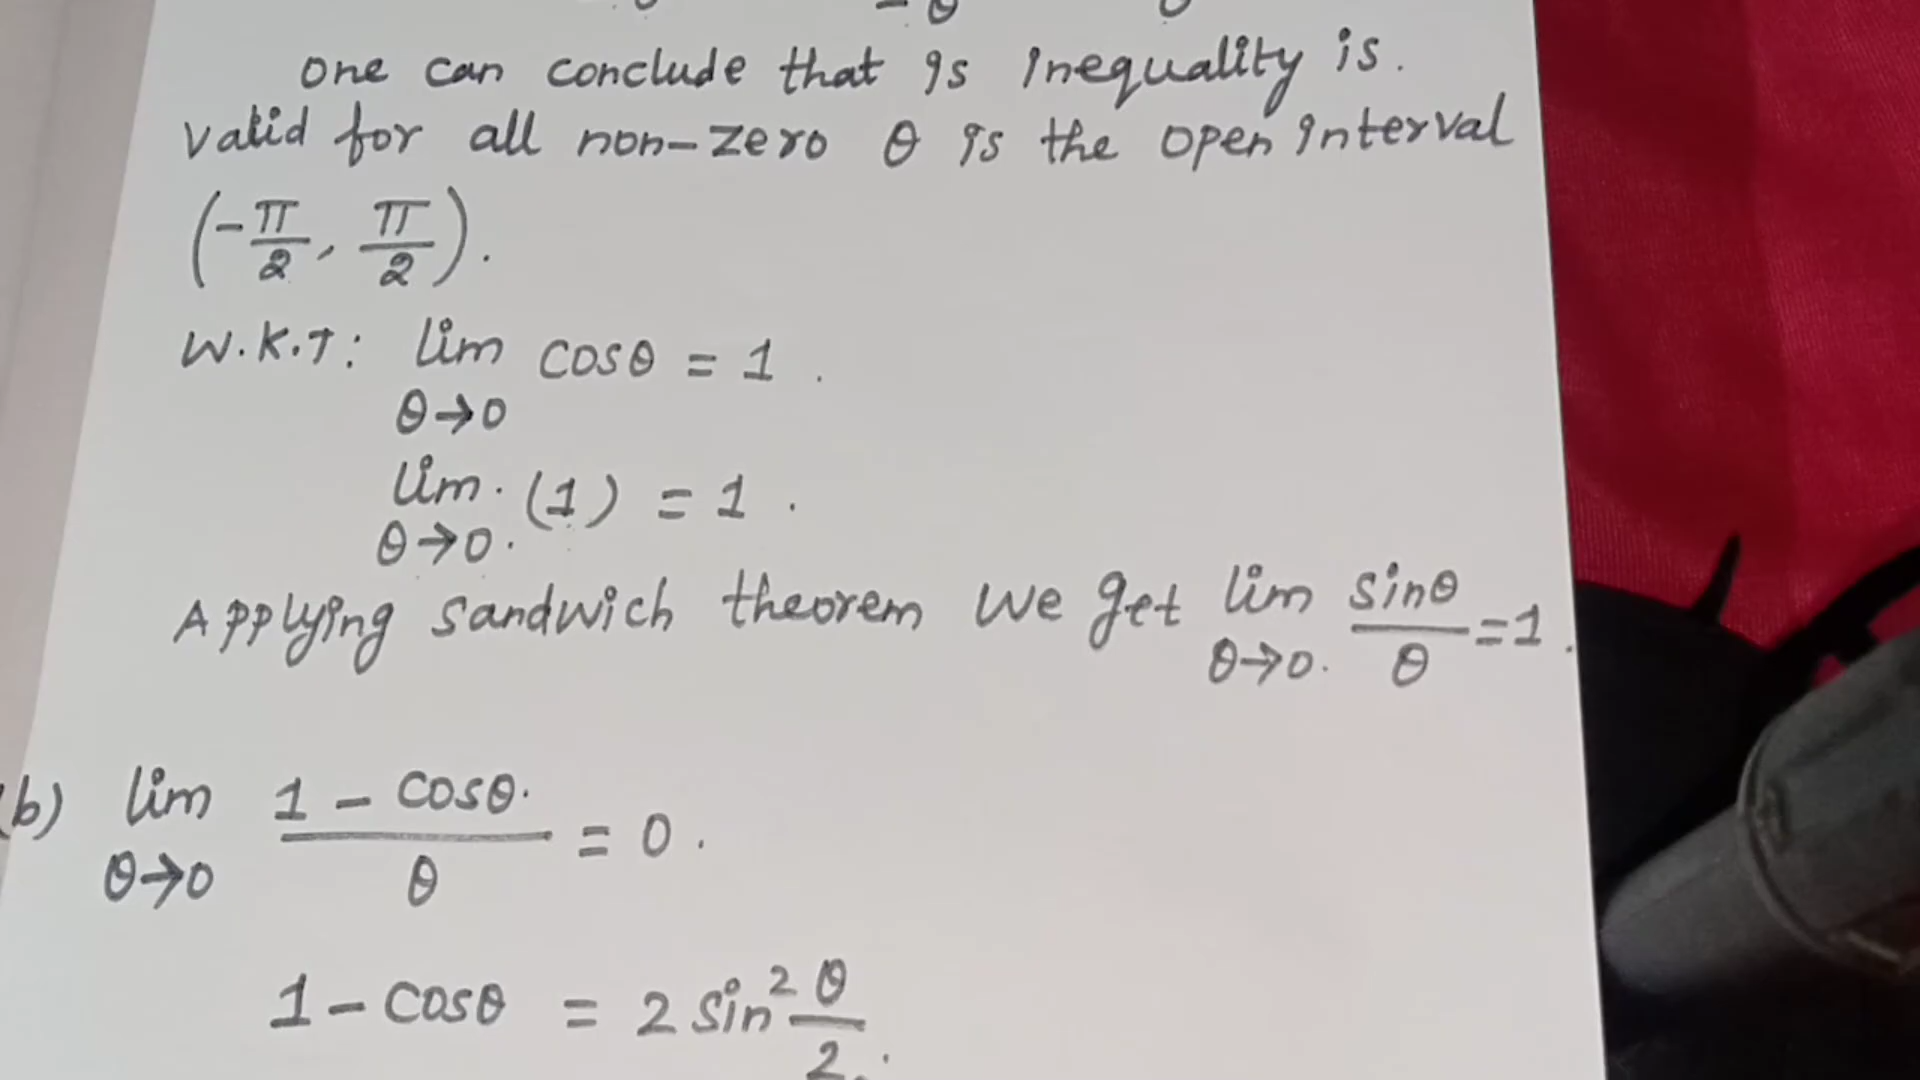 One can conclude that is inequality is.
valid for all non-zero θ is the open interval
(-π/2, π/2).
W.K.T: lim θ→0 cosθ = 1.
lim. θ→0. (1) = 1.
Applying sandwich theorem we get lim θ→0. sinθ/θ = 1.
(b) lim θ→0 1 - cosθ./θ = 0.
1 - cosθ = 2 sin² θ/2.